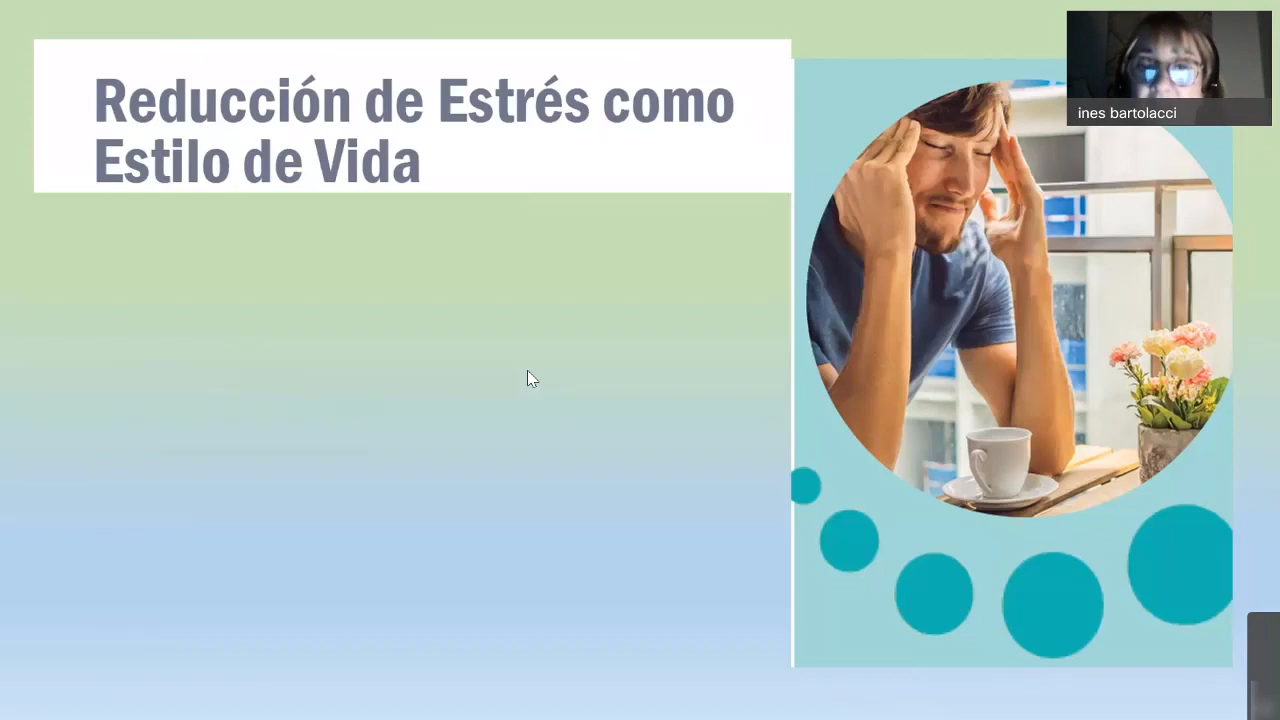 Reducción de Estrés como
Estilo de Vida
ines bartolacci